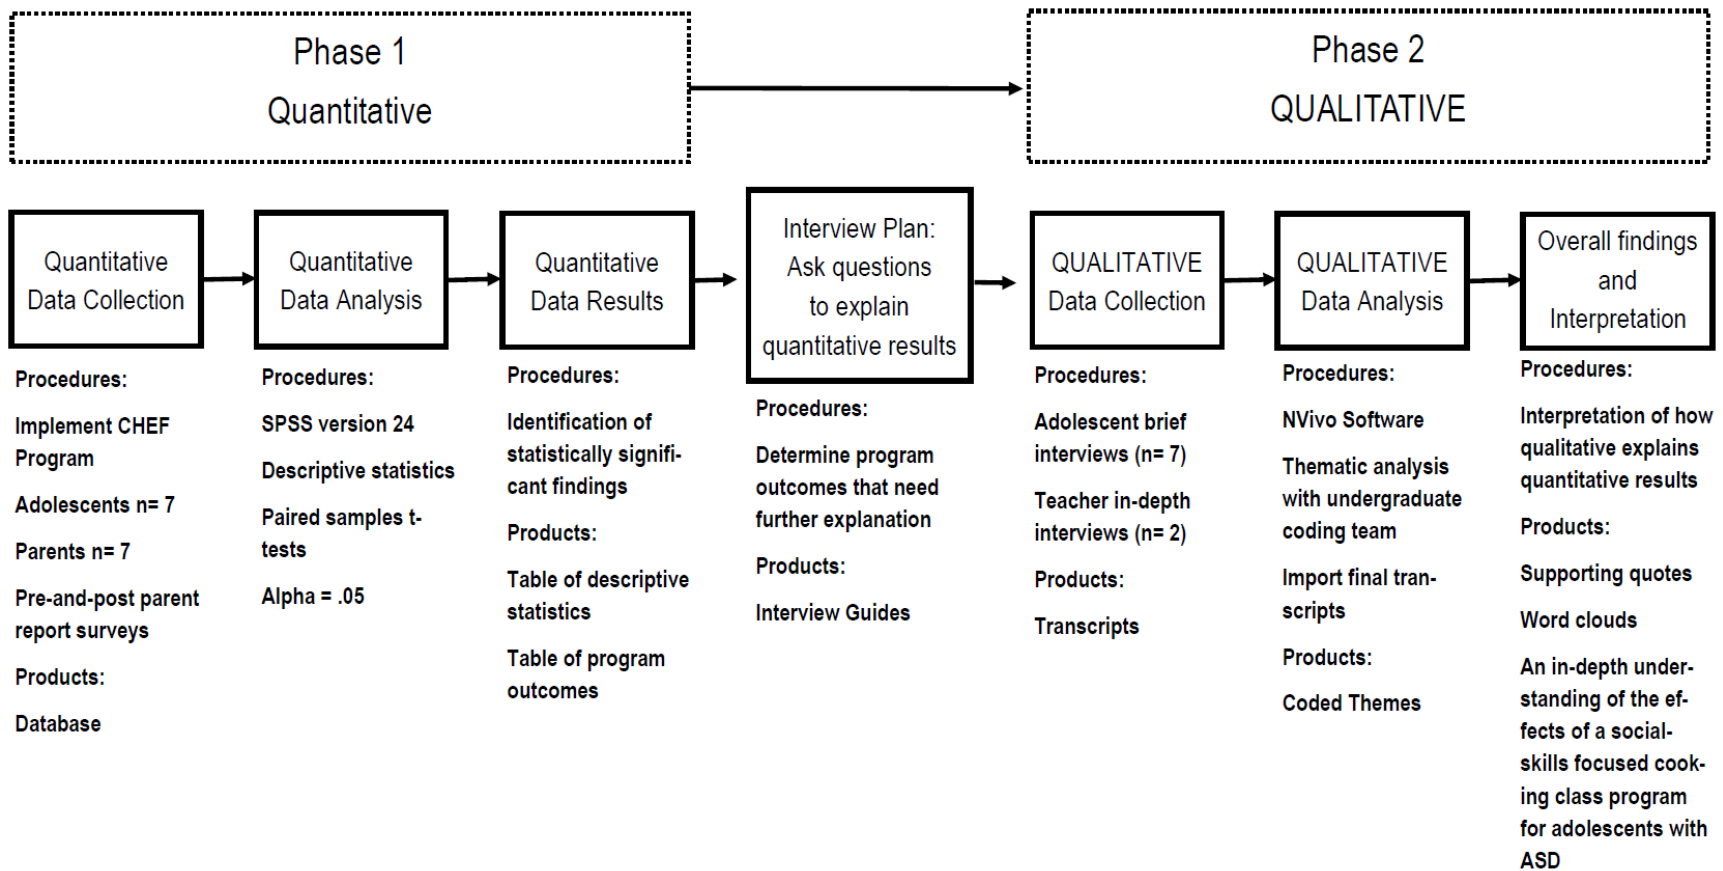 Phase 1
Quantitative
Phase 2
QUALITATIVE
Quantitative
Data Collection
Quantitative
Data Analysis
Quantitative
Data Results
Interview Plan:
Ask questions
to explain
quantitative results
QUALITATIVE
Data Collection
QUALITATIVE
Data Analysis
Overall findings
and
Interpretation
Procedures:
Implement CHEF
Program
Adolescents n= 7
Parents n= 7
Pre-and-post parent
report surveys
Products:
Database
Procedures:
SPSS version 24
Descriptive statistics
Paired samples t-
tests
Alpha = .05
Procedures:
Identification of
statistically signifi-
cant findings
Products:
Table of descriptive
statistics
Table of program
outcomes
Procedures:
Determine program
outcomes that need
further explanation
Products:
Interview Guides
Procedures:
Adolescent brief
interviews (n= 7)
Teacher in-depth
interviews (n= 2)
Products:
Transcripts
Procedures:
NVivo Software
Thematic analysis
with undergraduate
coding team
Import final tran-
scripts
Products:
Coded Themes
Procedures:
Interpretation of how
qualitative explains
quantitative results
Products:
Supporting quotes
Word clouds
An in-depth under-
standing of the ef-
fects of a social-
skills focused cook-
ing class program
for adolescents with
ASD